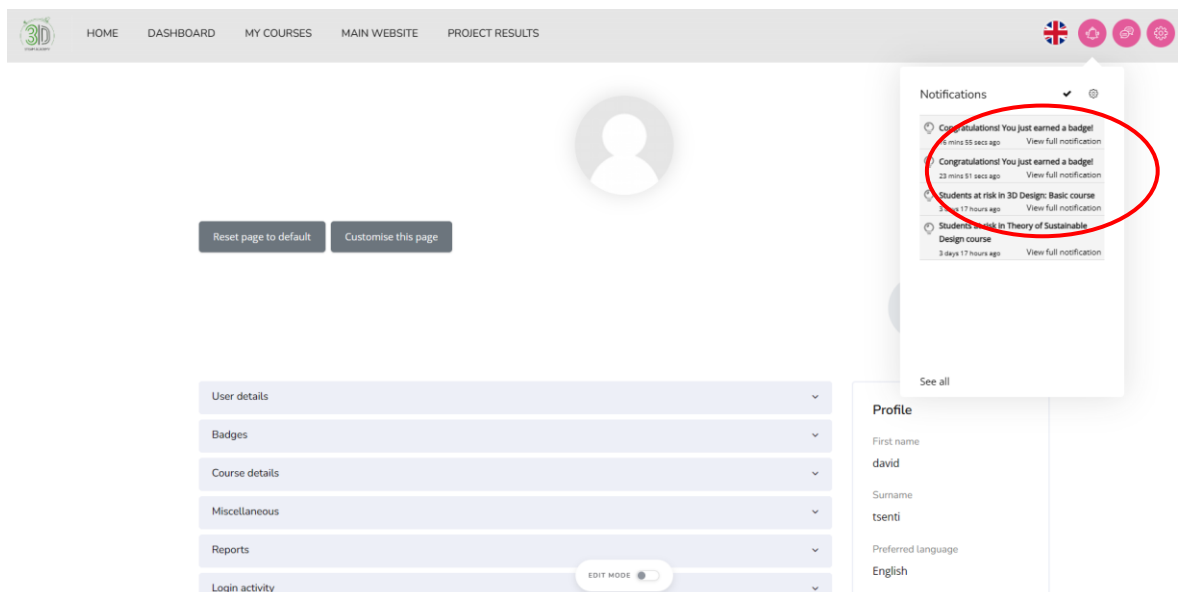 3D
HOME DASHBOARD MY COURSES MAIN WEBSITE PROJECT RESULTS
Notifications
Congratulations! You just earned a badge!
mins 55 secs ago View full notification
Congratulations! You just earned a badge!
23 mins 51 secs ago View full notification
Students at risk in 3D Design: Basic course
3 days 17 hours ago View full notification
Students at risk in Theory of Sustainable
Design course
3 days 17 hours ago View full notification
See all
Reset page to default Customise this page
User details
Badges
Course details
Miscellaneous
Reports
Login activity
EDIT MODE
Profile
First name
david
Surname
tsenti
Preferred language
English